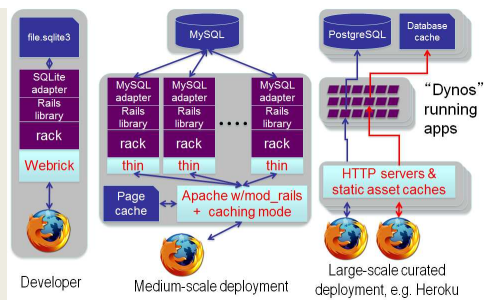 file.sqlite3
SQLite
adapter
Rails
library
rack
Webrick
Developer
MySQL
MySQL
adapter
Rails
library
rack
thin
MySQL
adapter
Rails
library
rack
thin
....
MySQL
adapter
Rails
library
rack
thin
Page
cache
Apache w/mod_rails
+ caching mode
Medium-scale deployment
PostgreSQL
Database
cache
"Dynos"
running
apps
HTTP servers &
static asset caches
Large-scale curated
deployment, e.g. Heroku